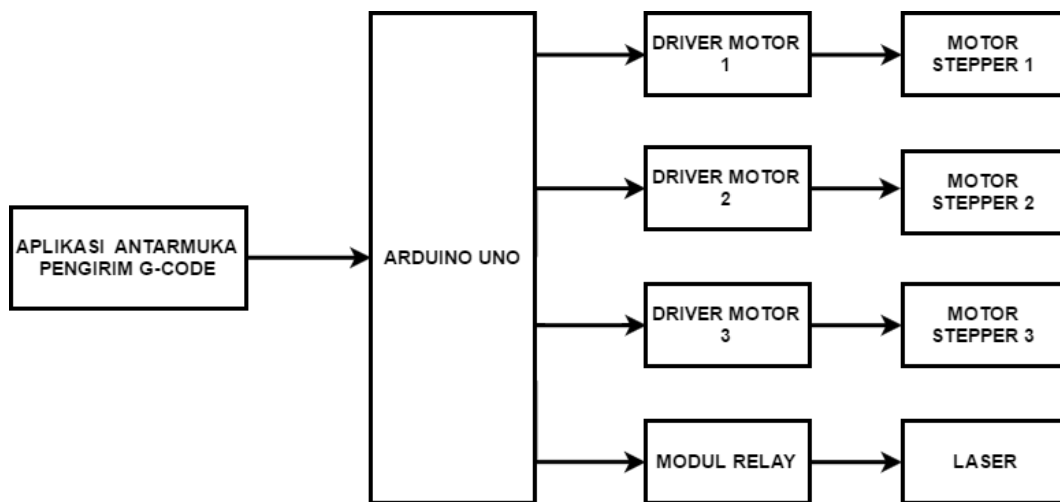 DRIVER MOTOR
1
MOTOR
STEPPER 1
DRIVER MOTOR
2
MOTOR
STEPPER 2
APLIKASI ANTARMUKA
PENGIRIM G-CODE
ARDUINO UNO
DRIVER MOTOR
3
MOTOR
STEPPER 3
MODUL RELAY
LASER